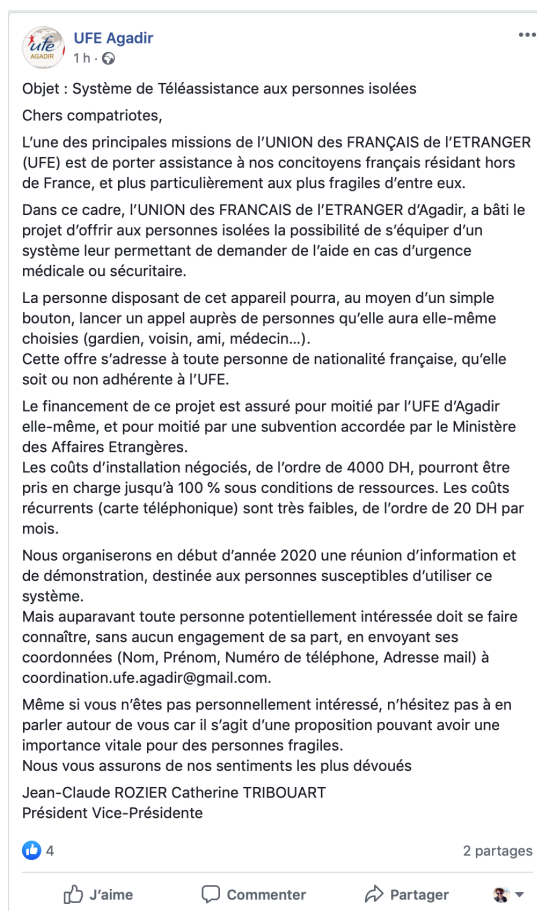 ufe
AGADIR
UFE Agadir
1 h ·
Objet : Système de Téléassistance aux personnes isolées
Chers compatriotes,
L’une des principales missions de l’UNION des FRANÇAIS de l’ETRANGER
(UFE) est de porter assistance à nos concitoyens français résidant hors
de France, et plus particulièrement aux plus fragiles d’entre eux.
Dans ce cadre, l’UNION des FRANCAIS de l’ETRANGER d’Agadir, a bâti le
projet d’offrir aux personnes isolées la possibilité de s’équiper d’un
système leur permettant de demander de l’aide en cas d’urgence
médicale ou sécuritaire.
La personne disposant de cet appareil pourra, au moyen d’un simple
bouton, lancer un appel auprès de personnes qu’elle aura elle-même
choisies (gardien, voisin, ami, médecin...).
Cette offre s’adresse à toute personne de nationalité française, qu’elle
soit ou non adhérente à l’UFE.
Le financement de ce projet est assuré pour moitié par l’UFE d’Agadir
elle-même, et pour moitié par une subvention accordée par le Ministère
des Affaires Etrangères.
Les coûts d’installation négociés, de l’ordre de 4000 DH, pourront être
pris en charge jusqu’à 100 % sous conditions de ressources. Les coûts
récurrents (carte téléphonique) sont très faibles, de l’ordre de 20 DH par
mois.
Nous organiserons en début d’année 2020 une réunion d’information et
de démonstration, destinée aux personnes susceptibles d’utiliser ce
système.
Mais auparavant toute personne potentiellement intéressée doit se faire
connaître, sans aucun engagement de sa part, en envoyant ses
coordonnées (Nom, Prénom, Numéro de téléphone, Adresse mail) à
coordination.ufe.agadir@gmail.com.
Même si vous n’êtes pas personnellement intéressé, n’hésitez pas à en
parler autour de vous car il s’agit d’une proposition pouvant avoir une
importance vitale pour des personnes fragiles.
Nous vous assurons de nos sentiments les plus dévoués
Jean-Claude ROZIER Catherine TRIBOUART
Président Vice-Présidente
4
2 partages
J’aime
Commenter
Partager